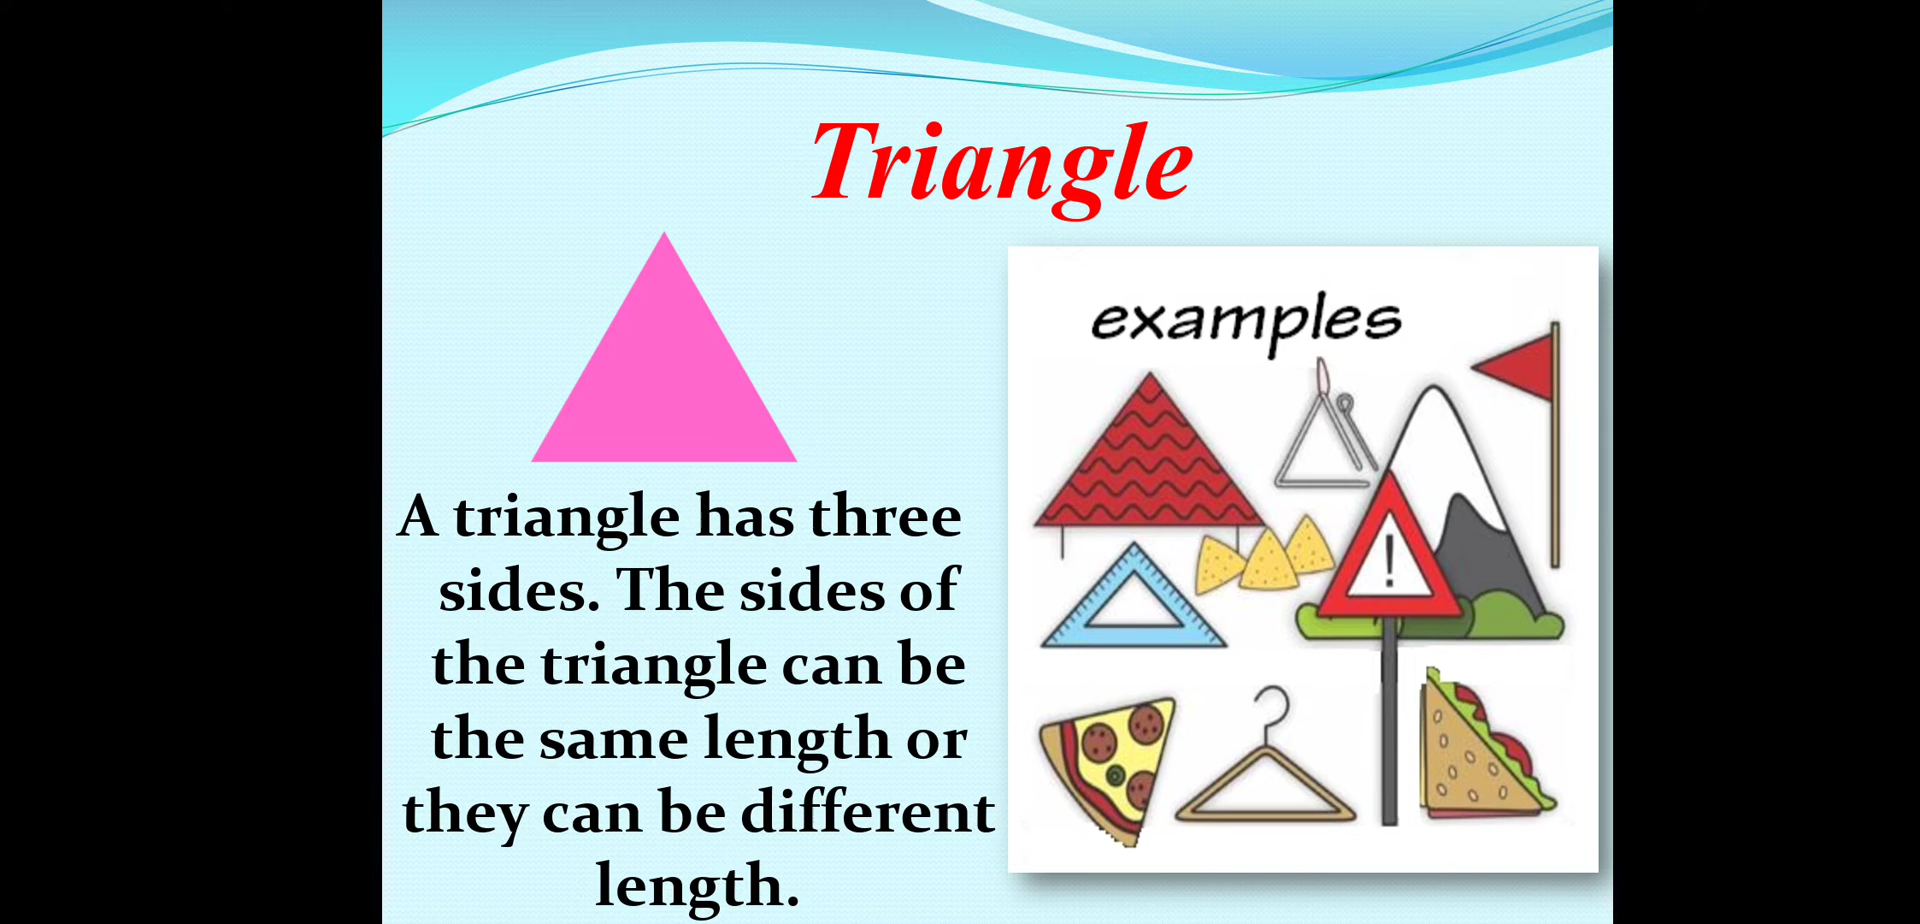 Triangle
A triangle has three
sides. The sides of
the triangle can be
the same length or
they can be different
length.
examples
!